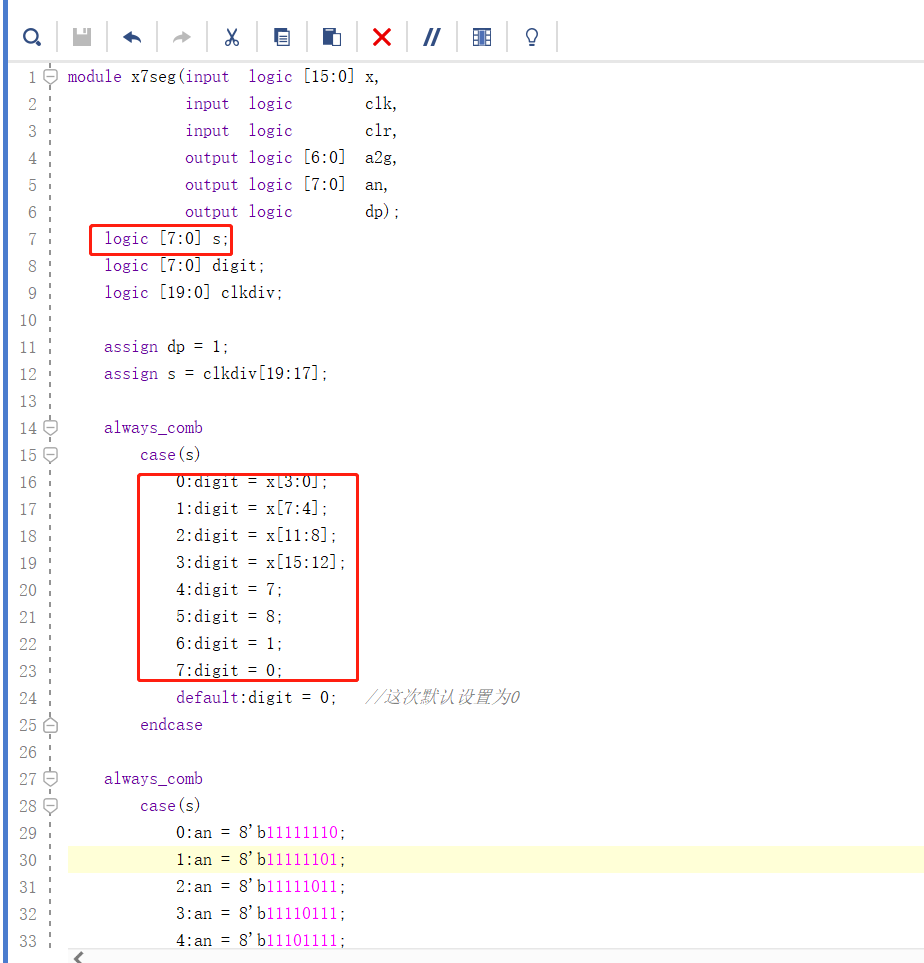 1 module x7seg(input  logic [15:0] x,
2              input  logic        clk,
3              input  logic        clr,
4              output logic [6:0]  a2g,
5              output logic [7:0]  an,
6              output logic        dp);
7     logic [7:0] s;
8     logic [7:0] digit;
9     logic [19:0] clkdiv;
10
11     assign dp = 1;
12     assign s = clkdiv[19:17];
13
14     always_comb
15         case(s)
16             0:digit = x[3:0];
17             1:digit = x[7:4];
18             2:digit = x[11:8];
19             3:digit = x[15:12];
20             4:digit = 7;
21             5:digit = 8;
22             6:digit = 1;
23             7:digit = 0;
24             default:digit = 0;   //这次默认设置为0
25         endcase
26
27     always_comb
28         case(s)
29             0:an = 8'b11111110;
30             1:an = 8'b11111101;
31             2:an = 8'b11111011;
32             3:an = 8'b11110111;
33             4:an = 8'b11101111;